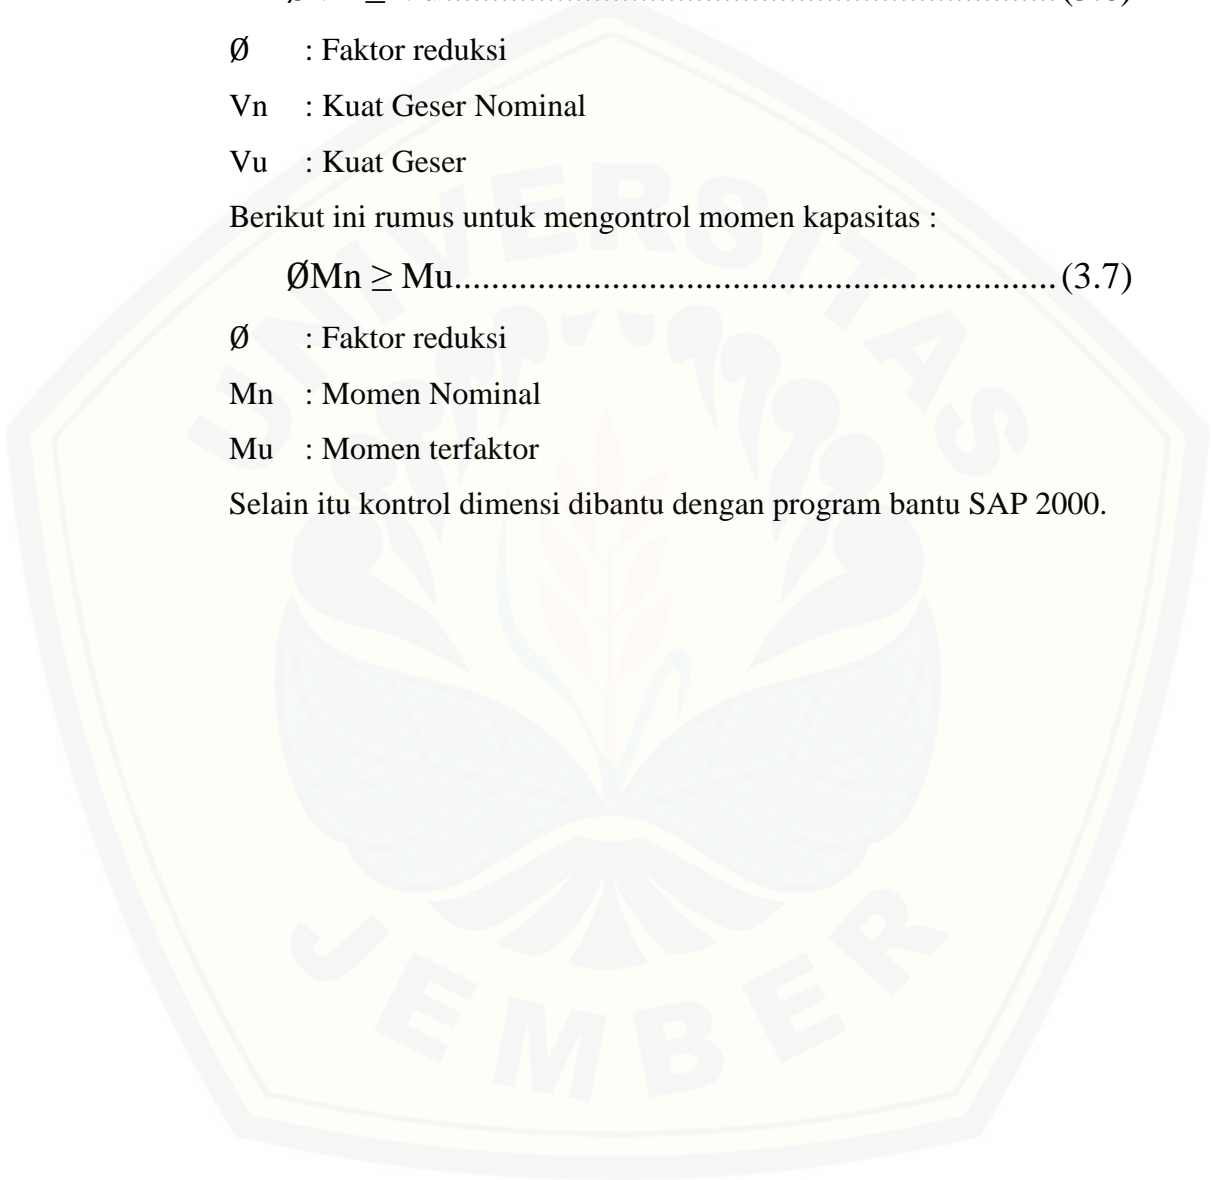 Ø : Faktor reduksi
Vn : Kuat Geser Nominal
Vu : Kuat Geser
Berikut ini rumus untuk mengontrol momen kapasitas :
ØMn ≥ Mu................................................................(3.7)
Ø : Faktor reduksi
Mn : Momen Nominal
Mu : Momen terfaktor
Selain itu kontrol dimensi dibantu dengan program bantu SAP 2000.
UNIVERSITAS
JEMBER